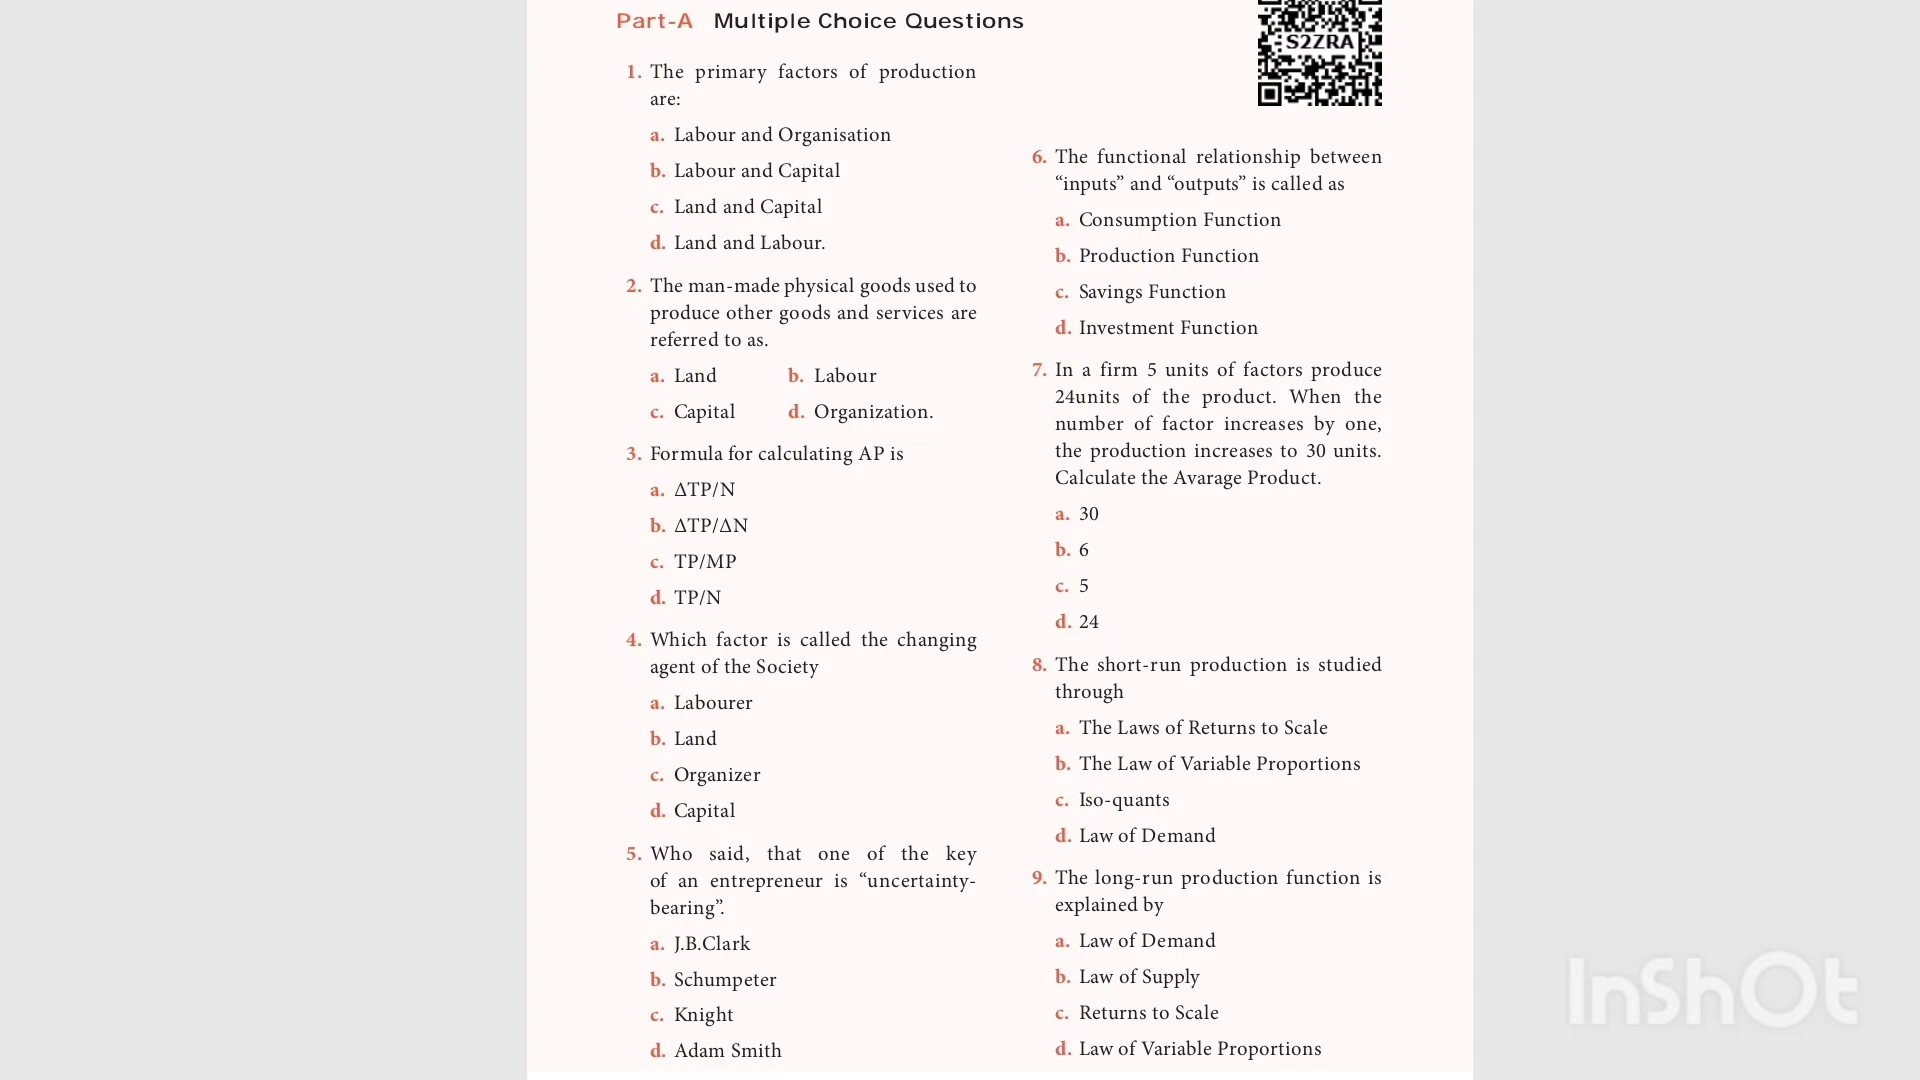 Part-A Multiple Choice Questions
1. The primary factors of production
are:
a. Labour and Organisation
b. Labour and Capital
c. Land and Capital
d. Land and Labour.
2. The man-made physical goods used to
produce other goods and services are
referred to as.
a. Land b. Labour
c. Capital d. Organization.
3. Formula for calculating AP is
a. ΔTP/N
b. ΔTP/ΔN
c. TP/MP
d. TP/N
4. Which factor is called the changing
agent of the Society
a. Labourer
b. Land
c. Organizer
d. Capital
5. Who said, that one of the key
of an entrepreneur is “uncertainty-
bearing”.
a. J.B.Clark
b. Schumpeter
c. Knight
d. Adam Smith
S2ZRA
6. The functional relationship between
“inputs” and “outputs” is called as
a. Consumption Function
b. Production Function
c. Savings Function
d. Investment Function
7. In a firm 5 units of factors produce
24units of the product. When the
number of factor increases by one,
the production increases to 30 units.
Calculate the Avarage Product.
a. 30
b. 6
c. 5
d. 24
8. The short-run production is studied
through
a. The Laws of Returns to Scale
b. The Law of Variable Proportions
c. Iso-quants
d. Law of Demand
9. The long-run production function is
explained by
a. Law of Demand
b. Law of Supply
c. Returns to Scale
d. Law of Variable Proportions
InShOt